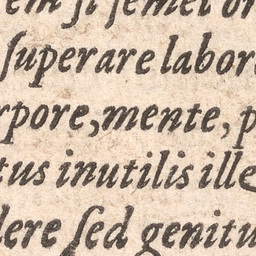 em ſi ſemel or
ſuperare labor
rpore, mente, p
tus inutilis ille
dere ſed genitu